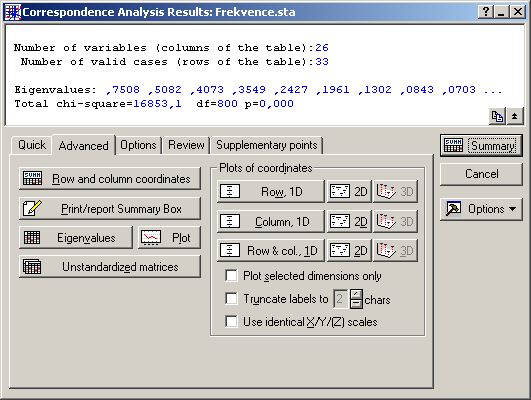 Correspondence Analysis Results: Frekvence.sta
Number of variables (columns of the table):26
Number of valid cases (rows of the table):33
Eigenvalues: ,7508 ,5082 ,4073 ,3549 ,2427 ,1961 ,1302 ,0843 ,0703 ...
Total chi-square=16853,1 df=800 p=0,000
Quick Advanced Options Review Supplementary points
Summary
Cancel
Options
Row and column coordinates
Print/report Summary Box
Eigenvalues Plot
Unstandardized matrices
Plots of coordinates
Row, 1D 2D 3D
Column, 1D 2D 3D
Row & col., 1D 2D 3D
Plot selected dimensions only
Truncate labels to 2 chars
Use identical X/Y/(Z) scales